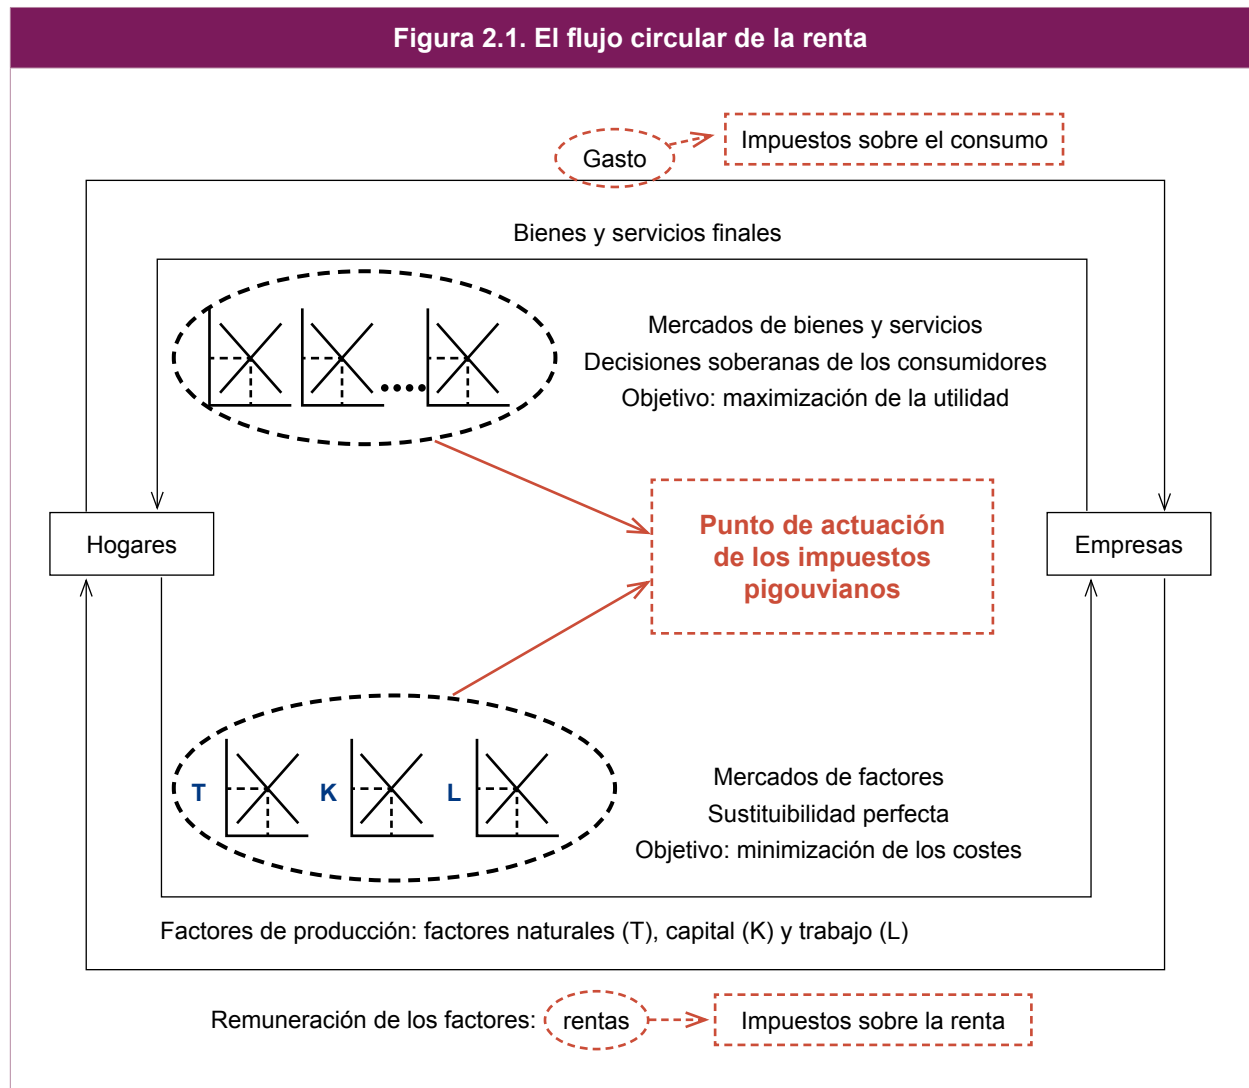 Figura 2.1. El flujo circular de la renta
Gasto
Impuestos sobre el consumo
Bienes y servicios finales
Mercados de bienes y servicios
Decisiones soberanas de los consumidores
Objetivo: maximización de la utilidad
Hogares
Punto de actuación
de los impuestos
pigouvianos
Empresas
T
K
L
Mercados de factores
Sustituibilidad perfecta
Objetivo: minimización de los costes
Factores de producción: factores naturales (T), capital (K) y trabajo (L)
Remuneración de los factores: rentas
Impuestos sobre la renta